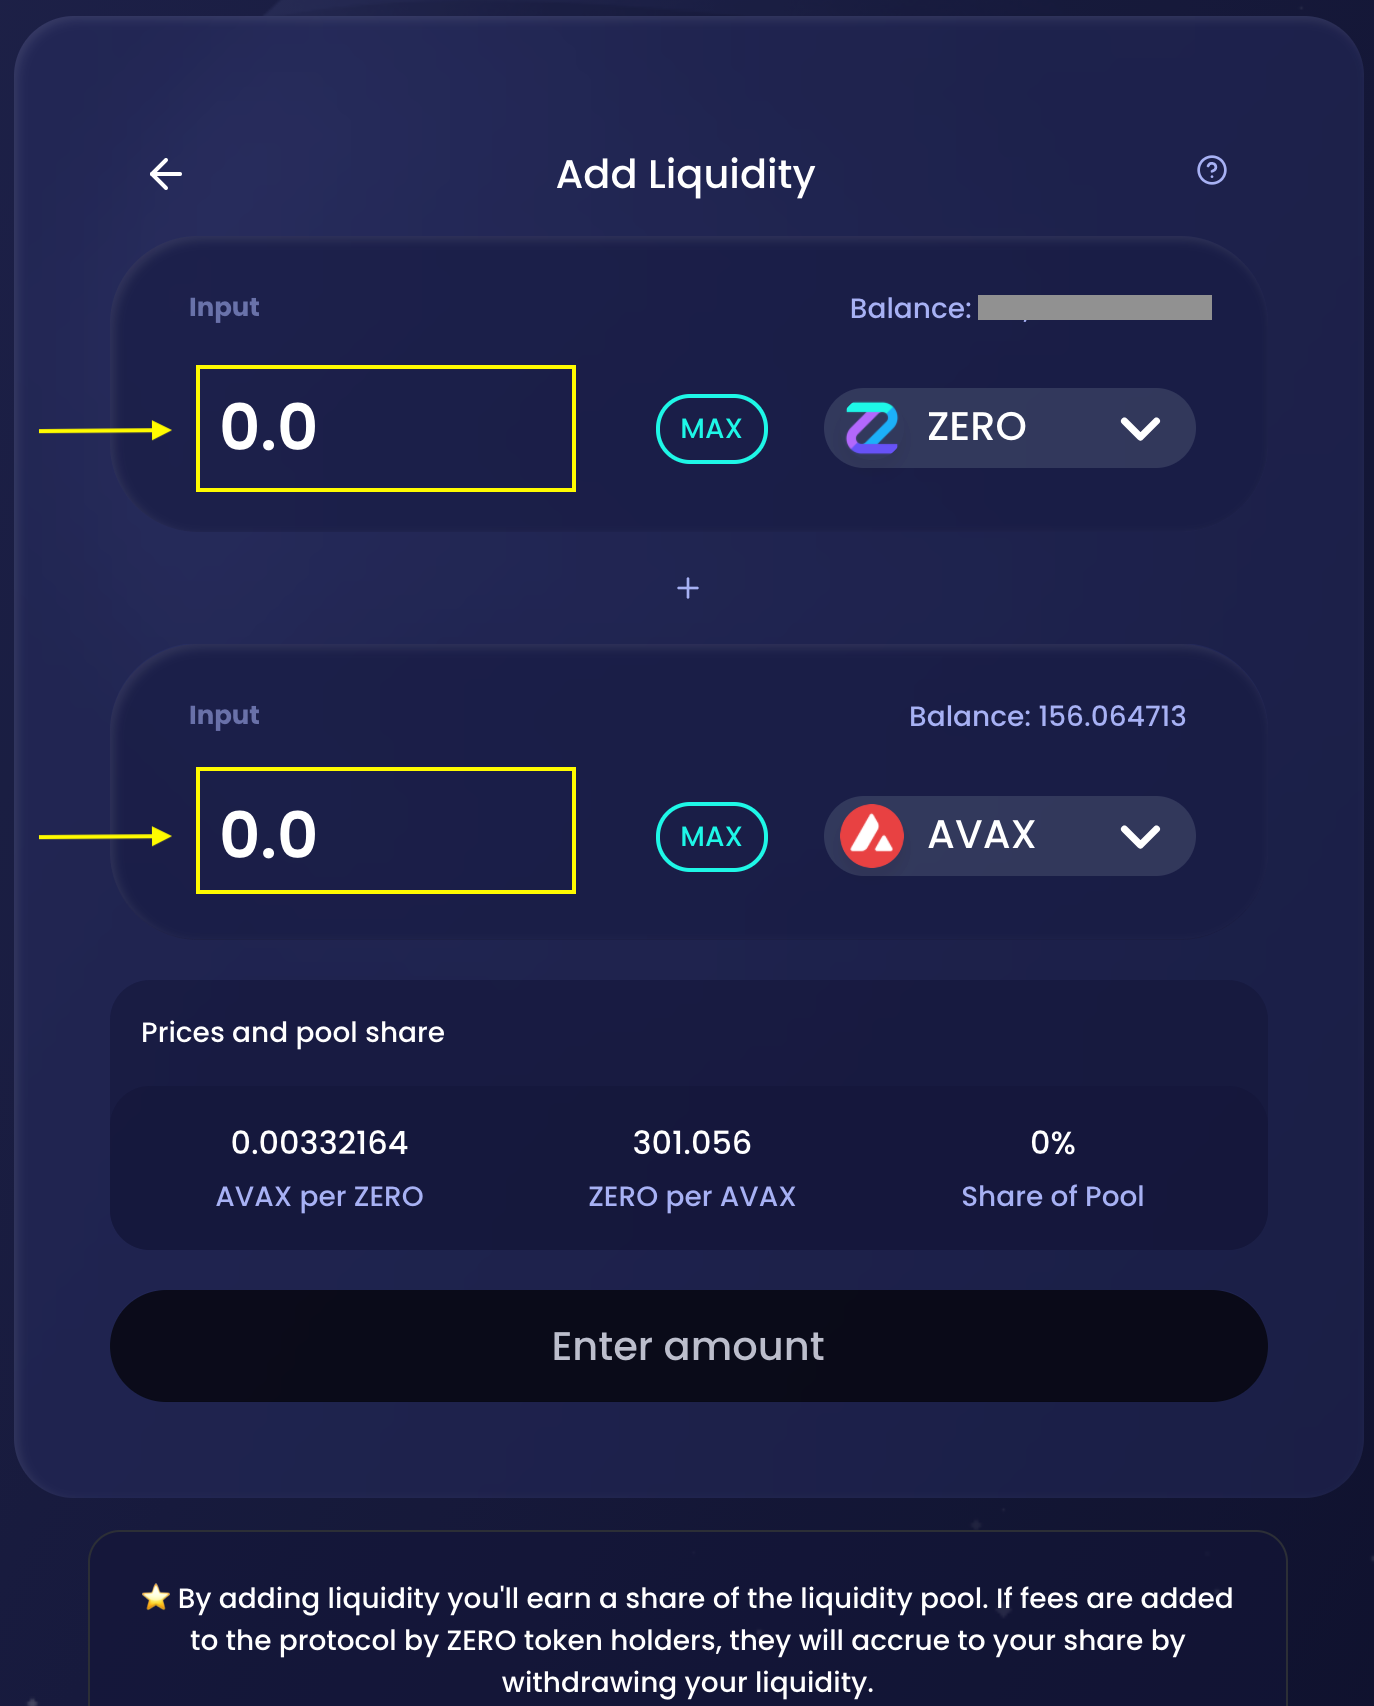 Add Liquidity
Input
Balance:
0.0
MAX
ZERO
+
Input
Balance: 156.064713
0.0
MAX
AVAX
Prices and pool share
0.00332164
301.056
0%
AVAX per ZERO
ZERO per AVAX
Share of Pool
Enter amount
⭐ By adding liquidity you'll earn a share of the liquidity pool. If fees are added
to the protocol by ZERO token holders, they will accrue to your share by
withdrawing your liquidity.